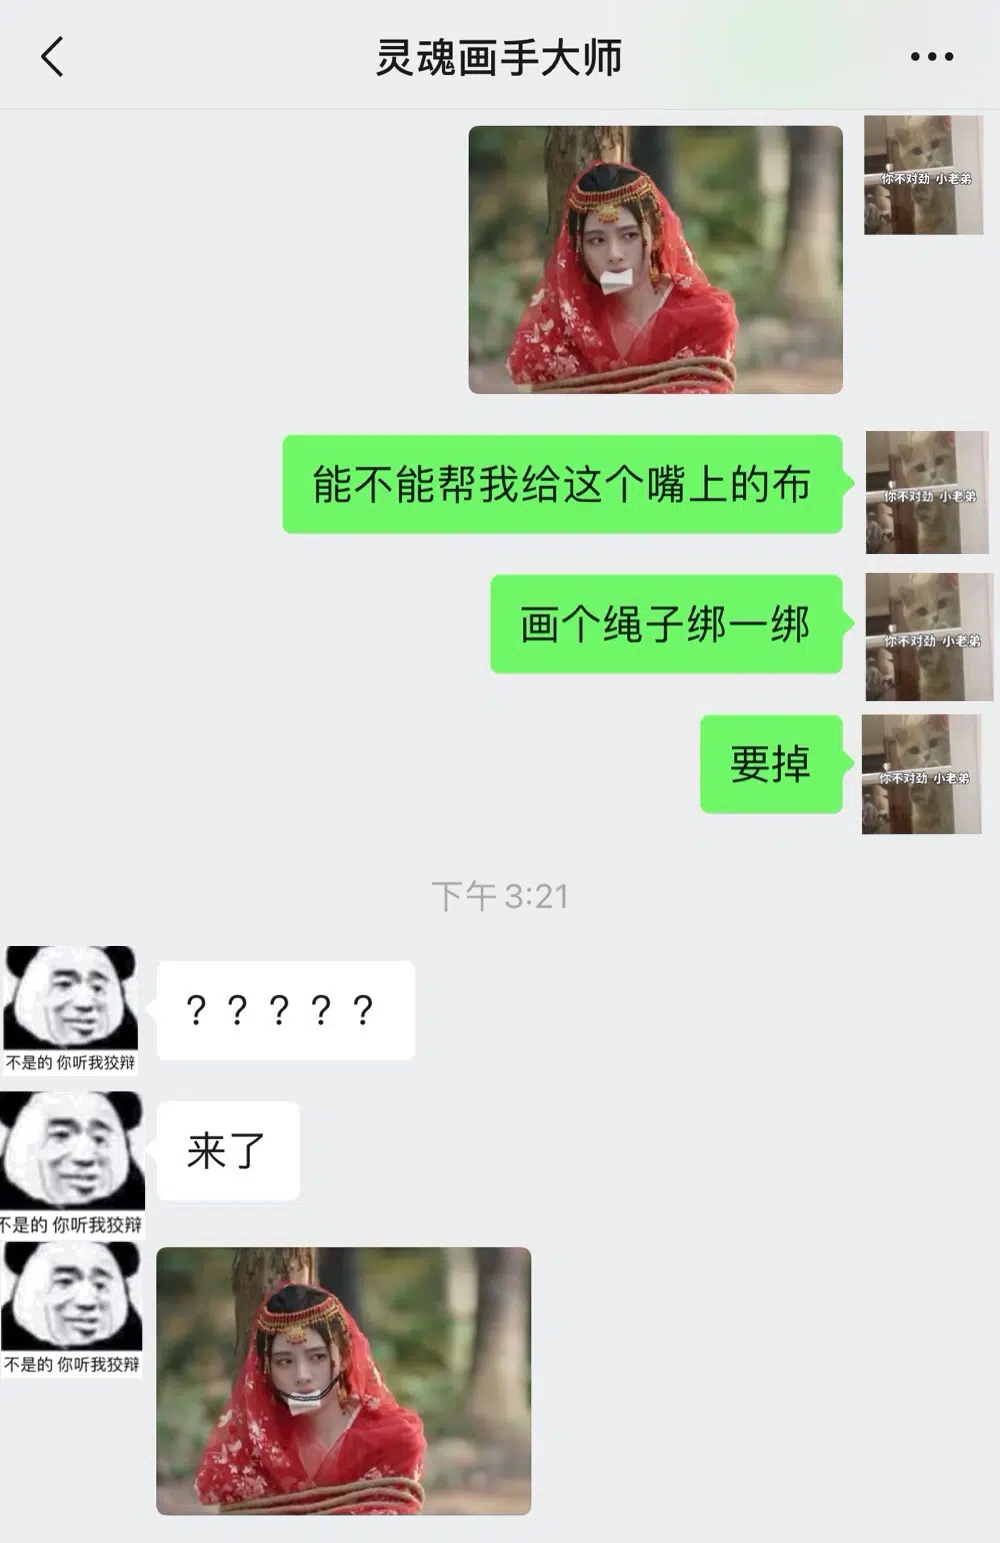 灵魂画手大师
你不对劲 小老弟
能不能帮我给这个嘴上的布
你不对劲 小老弟
画个绳子绑一绑
你不对劲 小老弟
要掉
你不对劲 小老弟
下午 3:21
？？？？？
不是的 你听我狡辩
来了
不是的 你听我狡辩
不是的 你听我狡辩